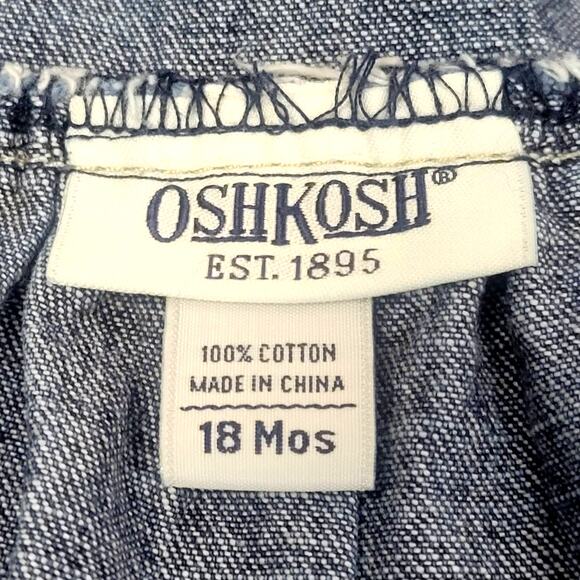 OSHKOSH®
EST. 1895
100% COTTON
MADE IN CHINA
18 Mos